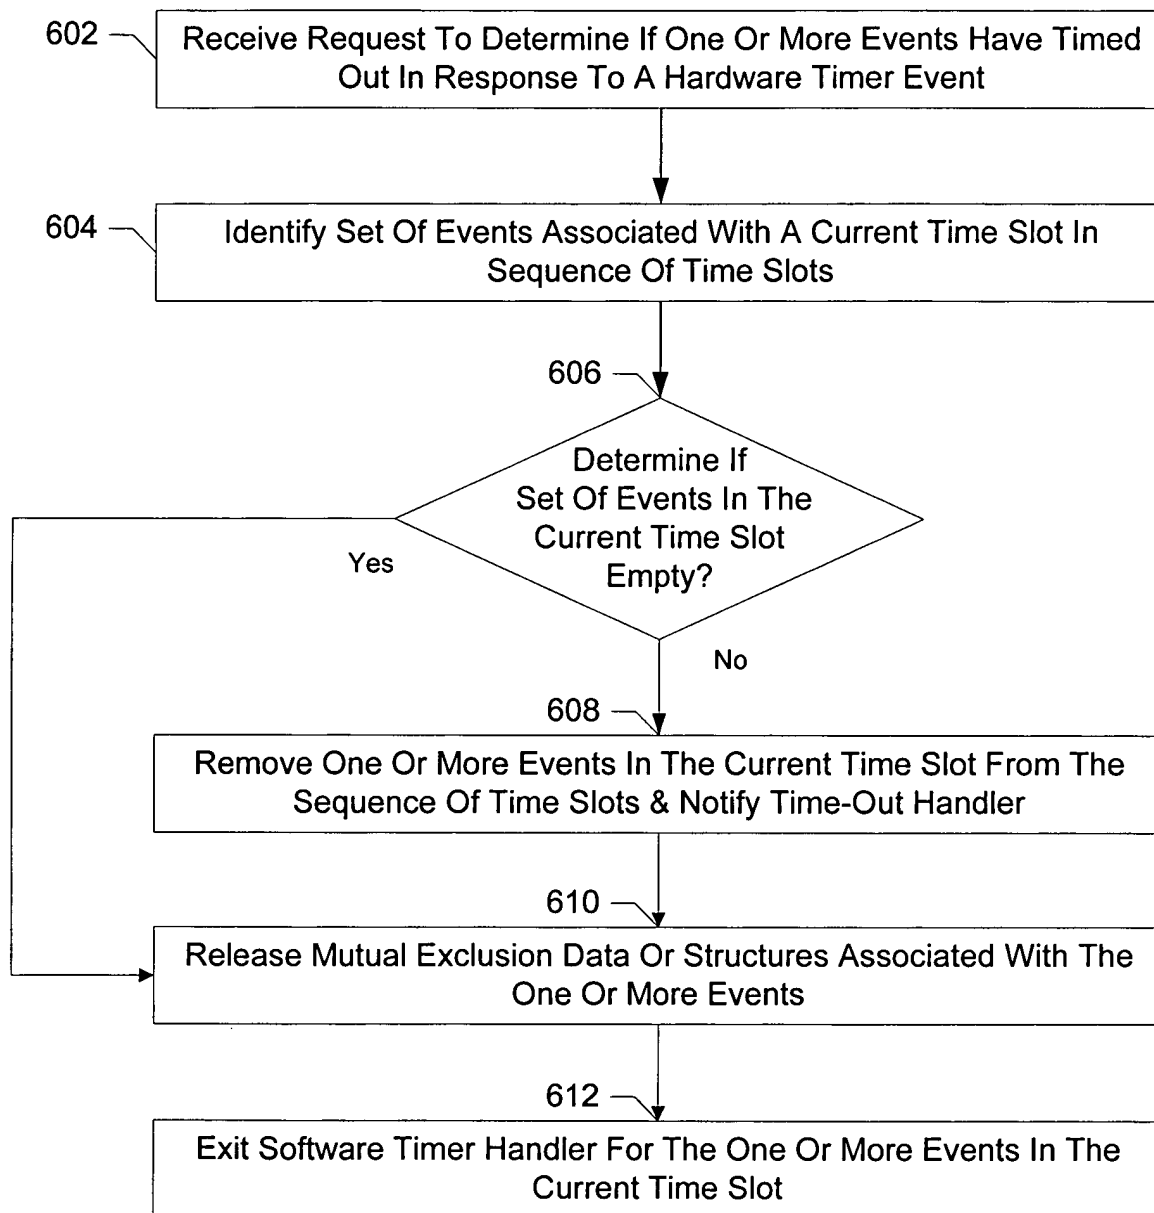 602
Receive Request To Determine If One Or More Events Have Timed
Out In Response To A Hardware Timer Event
604
Identify Set Of Events Associated With A Current Time Slot In
Sequence Of Time Slots
606
Determine If
Set Of Events In The
Current Time Slot
Empty?
Yes
No
608
Remove One Or More Events In The Current Time Slot From The
Sequence Of Time Slots & Notify Time-Out Handler
610
Release Mutual Exclusion Data Or Structures Associated With The
One Or More Events
612
Exit Software Timer Handler For The One Or More Events In The
Current Time Slot